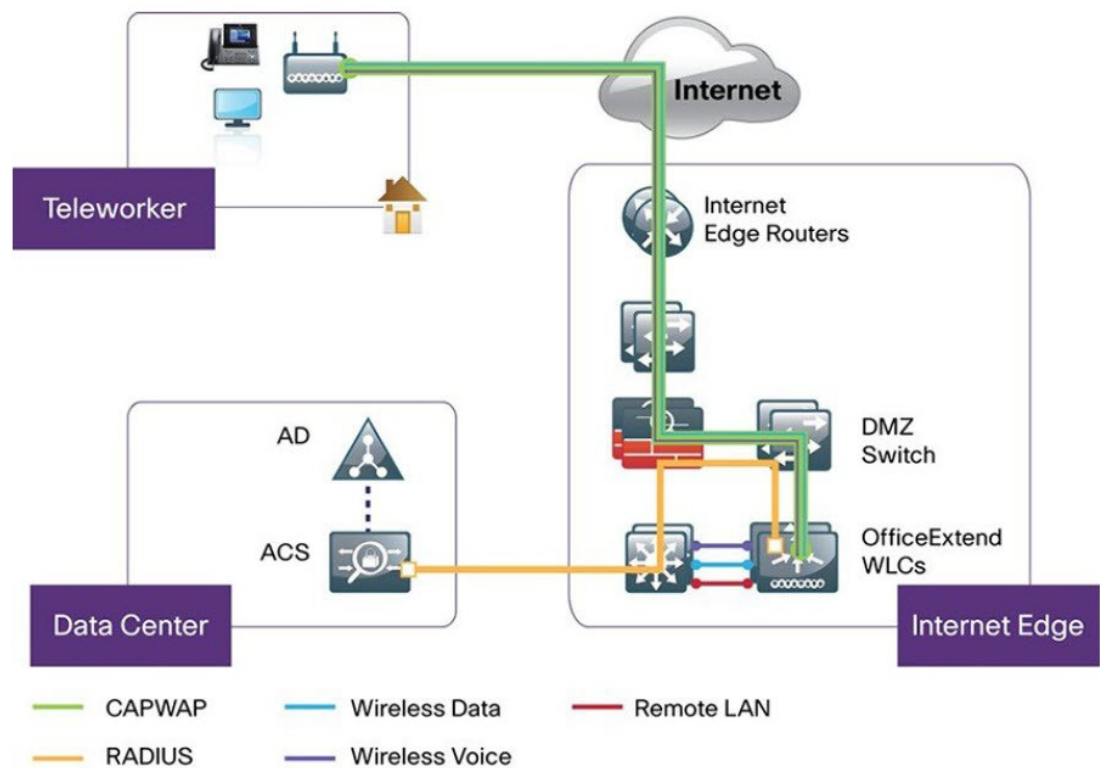 Internet
Teleworker
Internet
Edge Routers
AD
DMZ
Switch
ACS
OfficeExtend
WLCs
Data Center
Internet Edge
CAPWAP
Wireless Data
Remote LAN
RADIUS
Wireless Voice